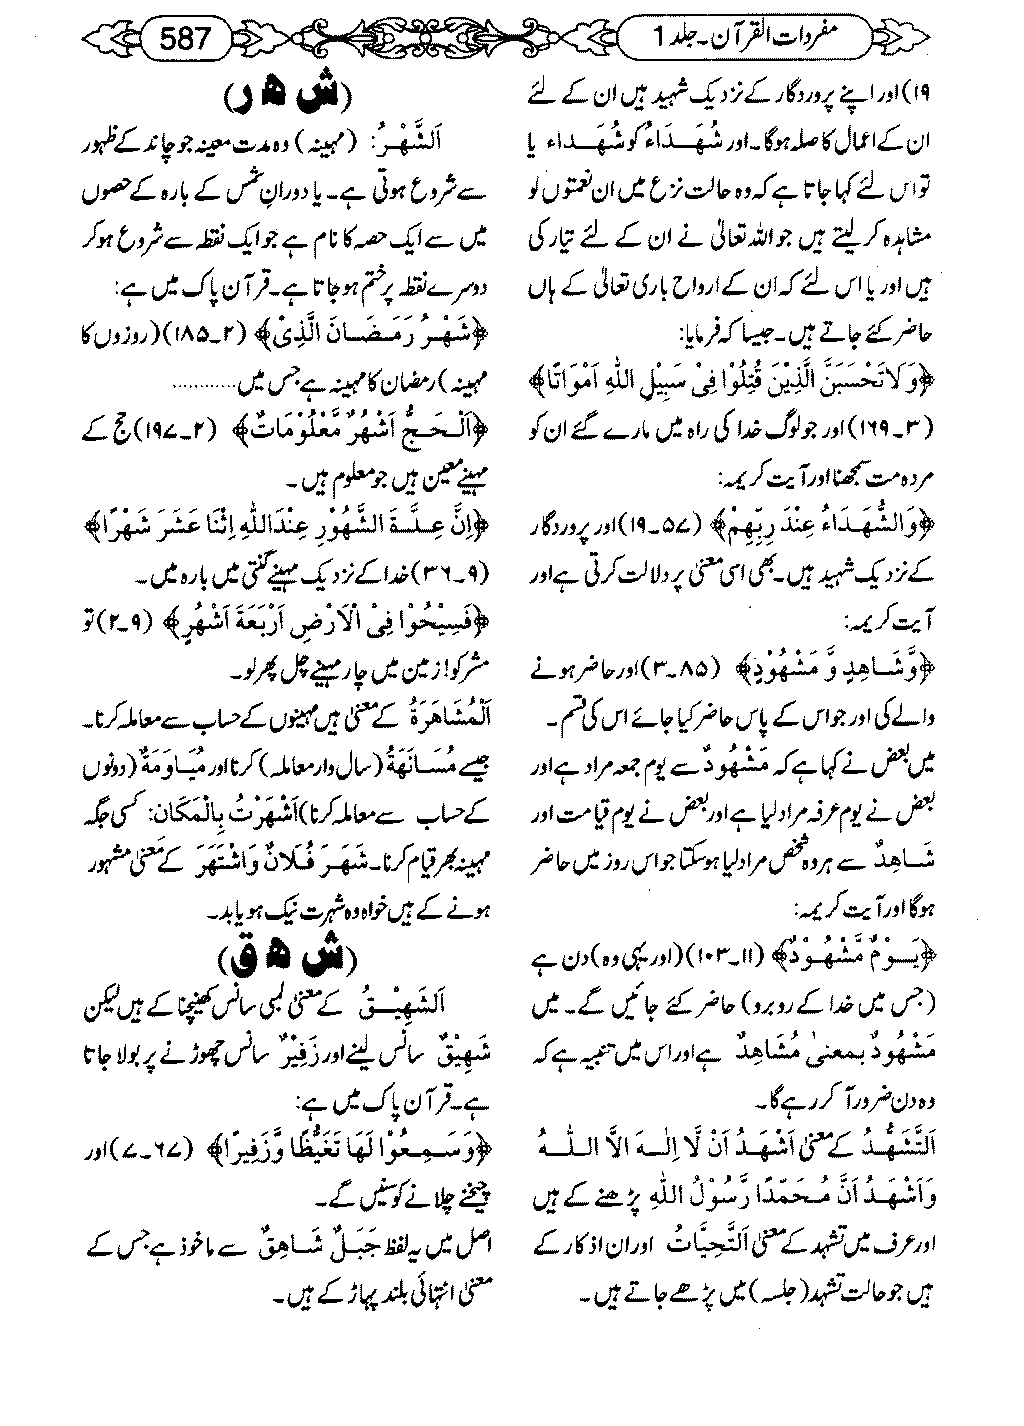 مفردات القرآن۔ جلد 1
587
۱۹) اور اپنے پروردگار کے نزدیک شہید ہیں ان کے لئے
ان کے اعمال کا صلہ ہوگا۔ اور شُهَدَاءُ کو شُهَداء یا
تو اس لئے کہا جاتا ہے کہ وہ حالت نزع میں ان نعمتوں لو
مشاہدہ کر لیتے ہیں جو اللہ تعالیٰ نے ان کے لئے تیار کی
ہیں اور یا اس لئے کہ ان کے ارواح باری تعالیٰ کے ہاں
حاضر کئے جاتے ہیں۔ جیسا کہ فرمایا:
﴿وَلَا تَحْسَبَنَّ الَّذِيْنَ قُتِلُوْا فِیْ سَبِيْلِ اللّٰهِ اَمْوَاتًا﴾
(۳۔۱۶۹) اور جو لوگ خدا کی راہ میں مارے گئے ان کو
مردہ مت سمجھنا اور آیت کریمہ:
﴿وَالشُّهَدَاءُ عِنْدَ رَبِّهِمْ﴾ (۵۷۔۱۹) اور پروردگار
کے نزدیک شہید ہیں۔ بھی اسی معنی پر دلالت کرتی ہے اور
آیت کریمہ:
﴿وَّشَاهِدٍ وَّ مَشْهُوْدٍ﴾ (۸۵۔۳) اور حاضر ہونے
والے کی اور جو اس کے پاس حاضر کیا جائے اس کی قسم۔
میں بعض نے کہا ہے کہ مَشْهُوْدٌ سے یوم جمعہ مراد ہے اور
بعض نے یوم عرفہ مراد لیا ہے اور بعض نے یوم قیامت اور
شَاهِدٌ سے ہر وہ شخص مراد لیا ہوسکتا جو اس روز میں حاضر
ہوگا اور آیت کریمہ:
﴿يَوْمٌ مَّشْهُوْدٌ﴾ (۱۱۔۱۰۳) (اور یہی وہ) دن ہے
(جس میں خدا کے روبرو) حاضر کئے جائیں گے۔ میں
مَشْهُوْدٌ بمعنیٰ مُشَاهِدٌ ہے اور اس میں تنبیہ ہے کہ
وہ دن ضرور آکر رہے گا۔
اَلتَّشَهُّدُ کے معنی اَشْهَدُ اَنْ لَّا اِلٰهَ اِلَّا اللّٰهُ
وَاَشْهَدُ اَنَّ مُحَمَّدًا رَّسُوْلُ اللّٰهِ پڑھنے کے ہیں
اور عرف میں تشہد کے معنی اَلتَّحِيَّاتُ اور ان اذکار کے
ہیں جو حالت تشہد (جلسہ) میں پڑھے جاتے ہیں۔
(ش ھ ر)
اَلشَّهْرُ: (مہینہ) وہ مدت معینہ جو چاند کے ظہور
سے شروع ہوتی ہے۔ یا دورانِ شمس کے بارہ کے حصوں
میں سے ایک حصہ کا نام ہے جو ایک نقطہ سے شروع ہوکر
دوسرے نقطہ پر ختم ہو جاتا ہے۔ قرآن پاک میں ہے:
﴿شَهْرُ رَمَضَانَ الَّذِیْ﴾ (۲۔۱۸۵) (روزوں کا
مہینہ) رمضان کا مہینہ ہے جس میں............
﴿اَلْحَجُّ اَشْهُرٌ مَّعْلُوْمَاتٌ﴾ (۲۔۱۹۷) حج کے
مہینے معین ہیں جو معلوم ہیں۔
﴿اِنَّ عِدَّةَ الشُّهُوْرِ عِنْدَاللّٰهِ اثْنَا عَشَرَ شَهْرًا﴾
(۹۔۳۶) خدا کے نزدیک مہینے گنتی میں بارہ ہیں۔
﴿فَسِيْحُوْا فِیْ الْاَرْضِ اَرْبَعَةَ اَشْهُرٍ﴾ (۹۔۲) تو
مشرکو! زمین میں چار مہینے چل پھر لو۔
اَلْمُشَاهَرَةُ کے معنیٰ ہیں مہینوں کے حساب سے معاملہ کرنا۔
جیسے مُسَانَهَةُ (سال وار معاملہ) کرنا اور مُيَاوَمَةٌ (دونوں
کے حساب سے معاملہ کرنا) اَشْهَرْتُ بِالْمَكَانِ: کسی جگہ
مہینہ بھر قیام کرنا۔ شَهَرَ فُلَانٌ وَاشْتَهَرَ کے معنیٰ مشہور
ہونے کے ہیں خواہ وہ شہرت نیک ہو یا بد۔
(ش ھ ق)
اَلشَّهِيْقُ کے معنیٰ لمبی سانس کھینچنا کے ہیں لیکن
شَهِيْقٌ سانس لینے اور زَفِيْرٌ سانس چھوڑنے پر بولا جاتا
ہے۔ قرآن پاک میں ہے:
﴿وَسَمِعُوْا لَهَا تَغَيُّظًا وَّزَفِيرًا﴾ (۶۷۔۷) اور
چیخنے چلانے کو سنیں گے۔
اصل میں یہ لفظ جَبَلٌ شَاهِقٌ سے ماخوذ ہے جس کے
معنیٰ انتہائی بلند پہاڑ کے ہیں۔